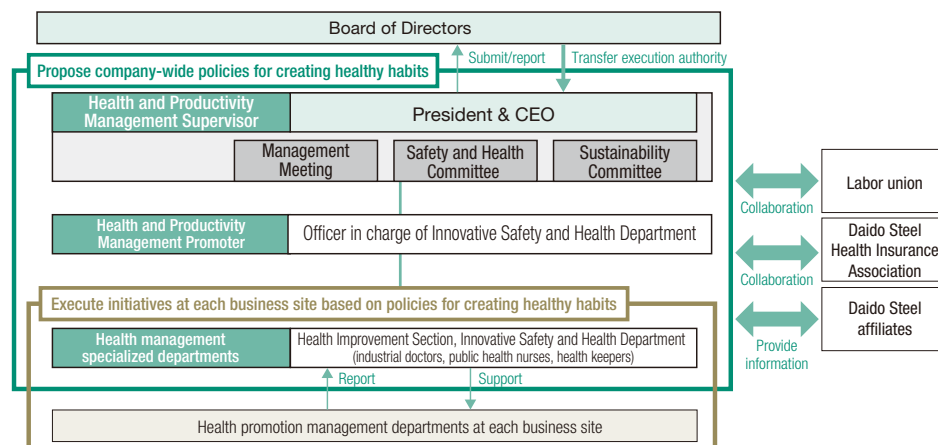 Board of Directors
Submit/report
Transfer execution authority
Propose company-wide policies for creating healthy habits
Health and Productivity
Management Supervisor
President & CEO
Management
Meeting
Safety and Health
Committee
Sustainability
Committee
Collaboration
Labor union
Health and Productivity
Management Promoter
Officer in charge of Innovative Safety and Health Department
Collaboration
Daido Steel
Health Insurance
Association
Execute initiatives at each business site based on policies for creating healthy habits
Health management
specialized departments
Health Improvement Section, Innovative Safety and Health Department
(industrial doctors, public health nurses, health keepers)
Provide
information
Daido Steel
affiliates
Report
Support
Health promotion management departments at each business site